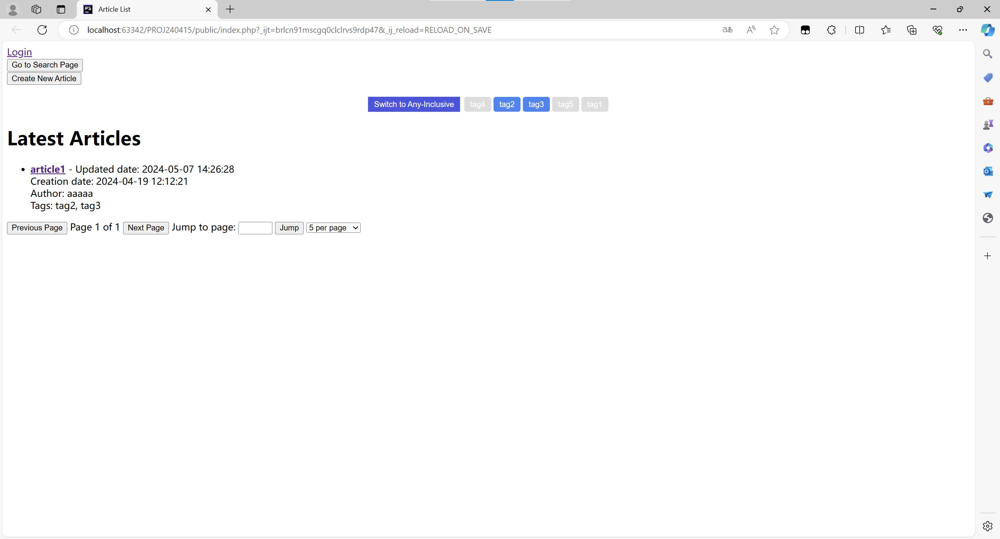 Article List
localhost:63342/PROJ240415/public/index.php?_ijt=brlcn91mscgq0clclrvs9rdp47&_ij_reload=RELOAD_ON_SAVE
Login
Go to Search Page
Create New Article
Switch to Any-Inclusive tag4 tag2 tag3 tag5 tag1
Latest Articles
article1 - Updated date: 2024-05-07 14:26:28
Creation date: 2024-04-19 12:12:21
Author: aaaaa
Tags: tag2, tag3
Previous Page Page 1 of 1 Next Page Jump to page: Jump 5 per page